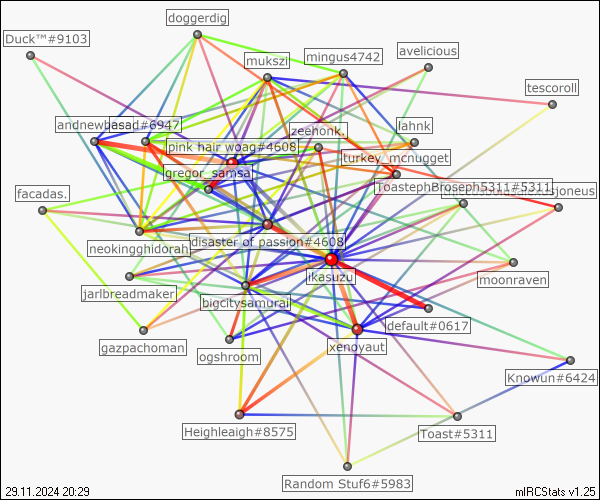 doggerdig
Duck™#9103
mukszi
mingus4742
avelicious
tescoroll
andnew
basad#6947
zeehonk.
lahnk
pink hair woag#4608
turkey_mcnugget
gregor_samsa
ToastephBroseph5311#5311
sjoneus
facadas.
neokingghidorah
disaster of passion#4608
ikasuzu
moonraven
jarlbreadmaker
bigcitysamurai
default#0617
gazpachoman
ogshroom
xenoyaut
Knowun#6424
Heighleaigh#8575
Toast#5311
Random Stuf6#5983
29.11.2024 20:29
mIRCStats v1.25